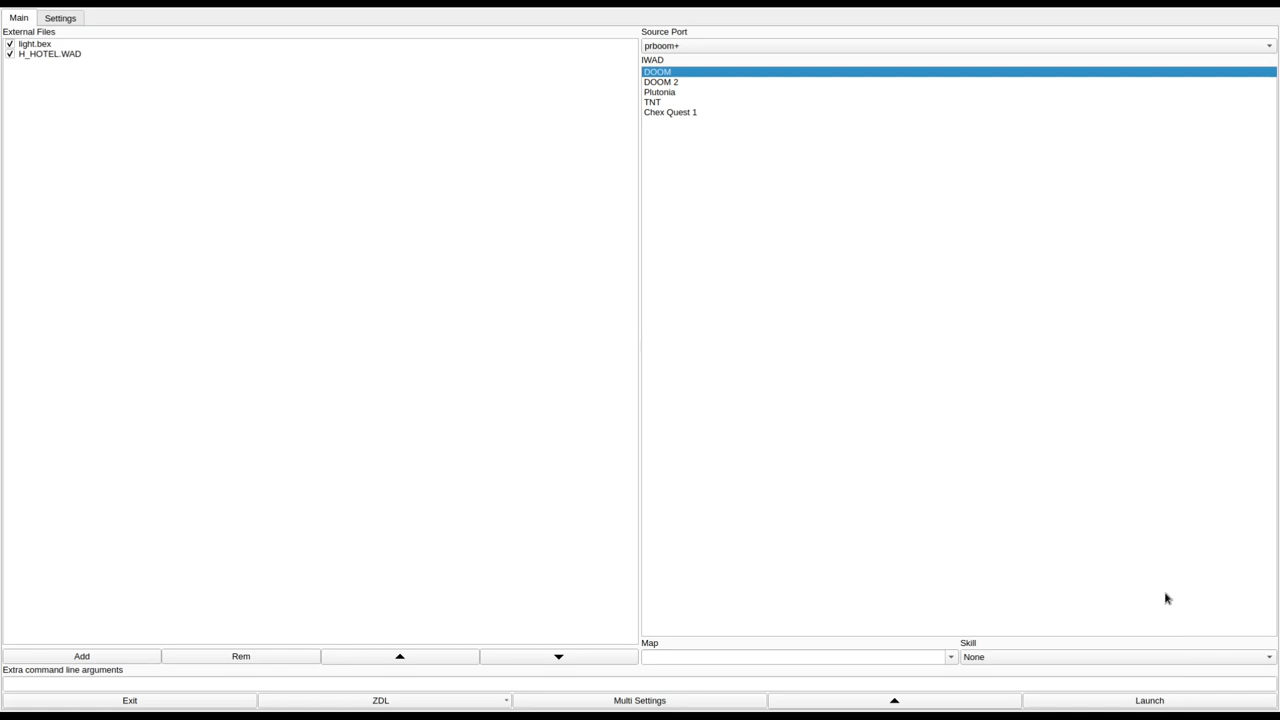 Main Settings
External Files
light.bex
H_HOTEL.WAD
Source Port
prboom+
IWAD
DOOM
DOOM 2
Plutonia
TNT
Chex Quest 1
Map Skill
None
Add Rem
Extra command line arguments
Exit ZDL Multi Settings Launch